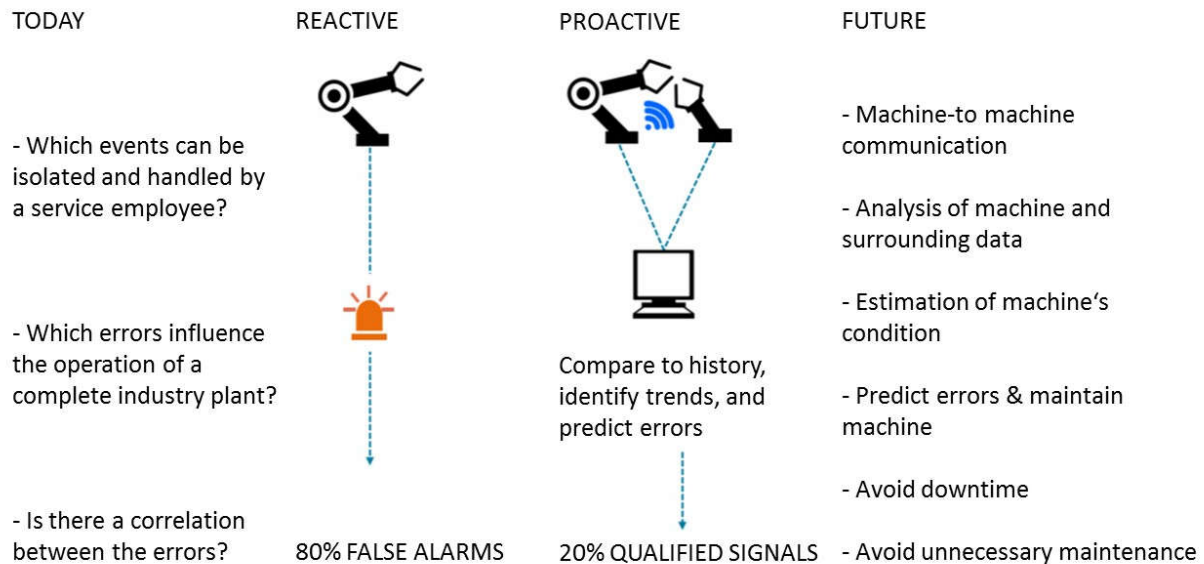 TODAY
- Which events can be
isolated and handled by
a service employee?
- Which errors influence
the operation of a
complete industry plant?
- Is there a correlation
between the errors?
REACTIVE
80% FALSE ALARMS
PROACTIVE
Compare to history,
identify trends, and
predict errors
20% QUALIFIED SIGNALS
FUTURE
- Machine-to machine
communication
- Analysis of machine and
surrounding data
- Estimation of machine‘s
condition
- Predict errors & maintain
machine
- Avoid downtime
- Avoid unnecessary maintenance